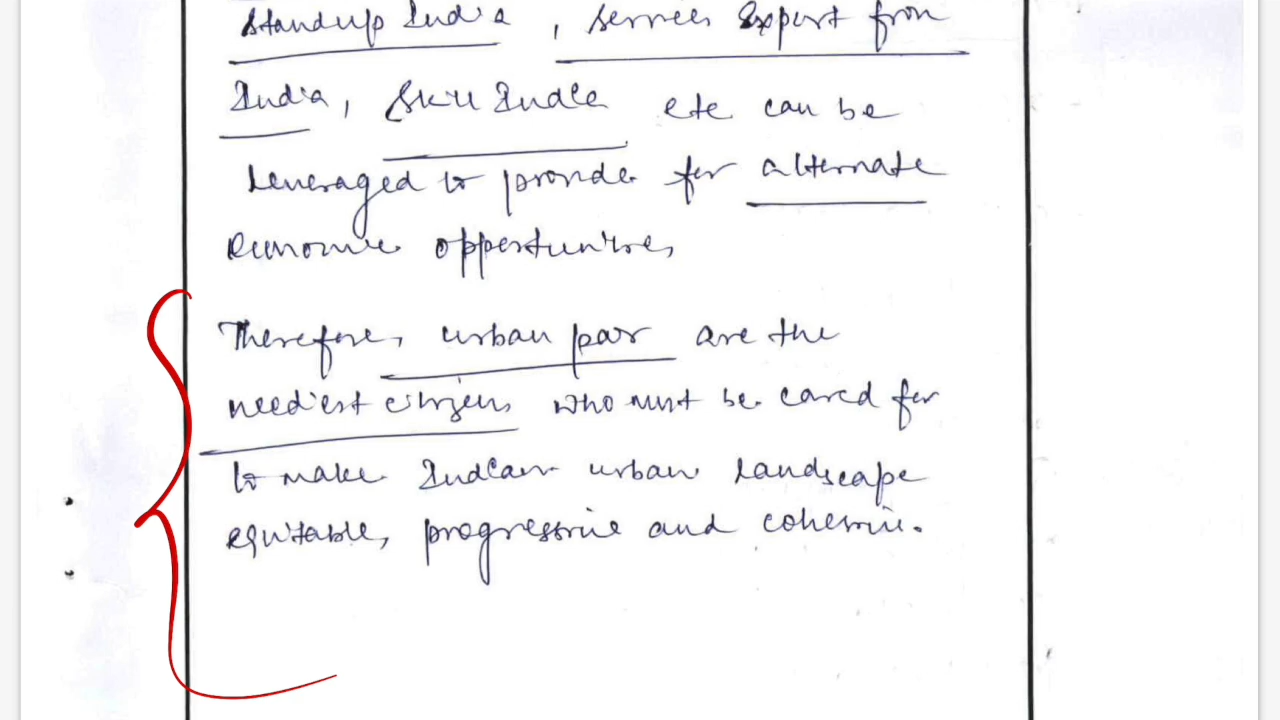 Standup India, Services Export from
India, Skill India etc can be
leveraged to provide for alternate
economic opportunities,
Therefore, urban poor are the
neediest citizens who must be cared for
to make Indian urban landscape
equitable, progressive and cohesive.